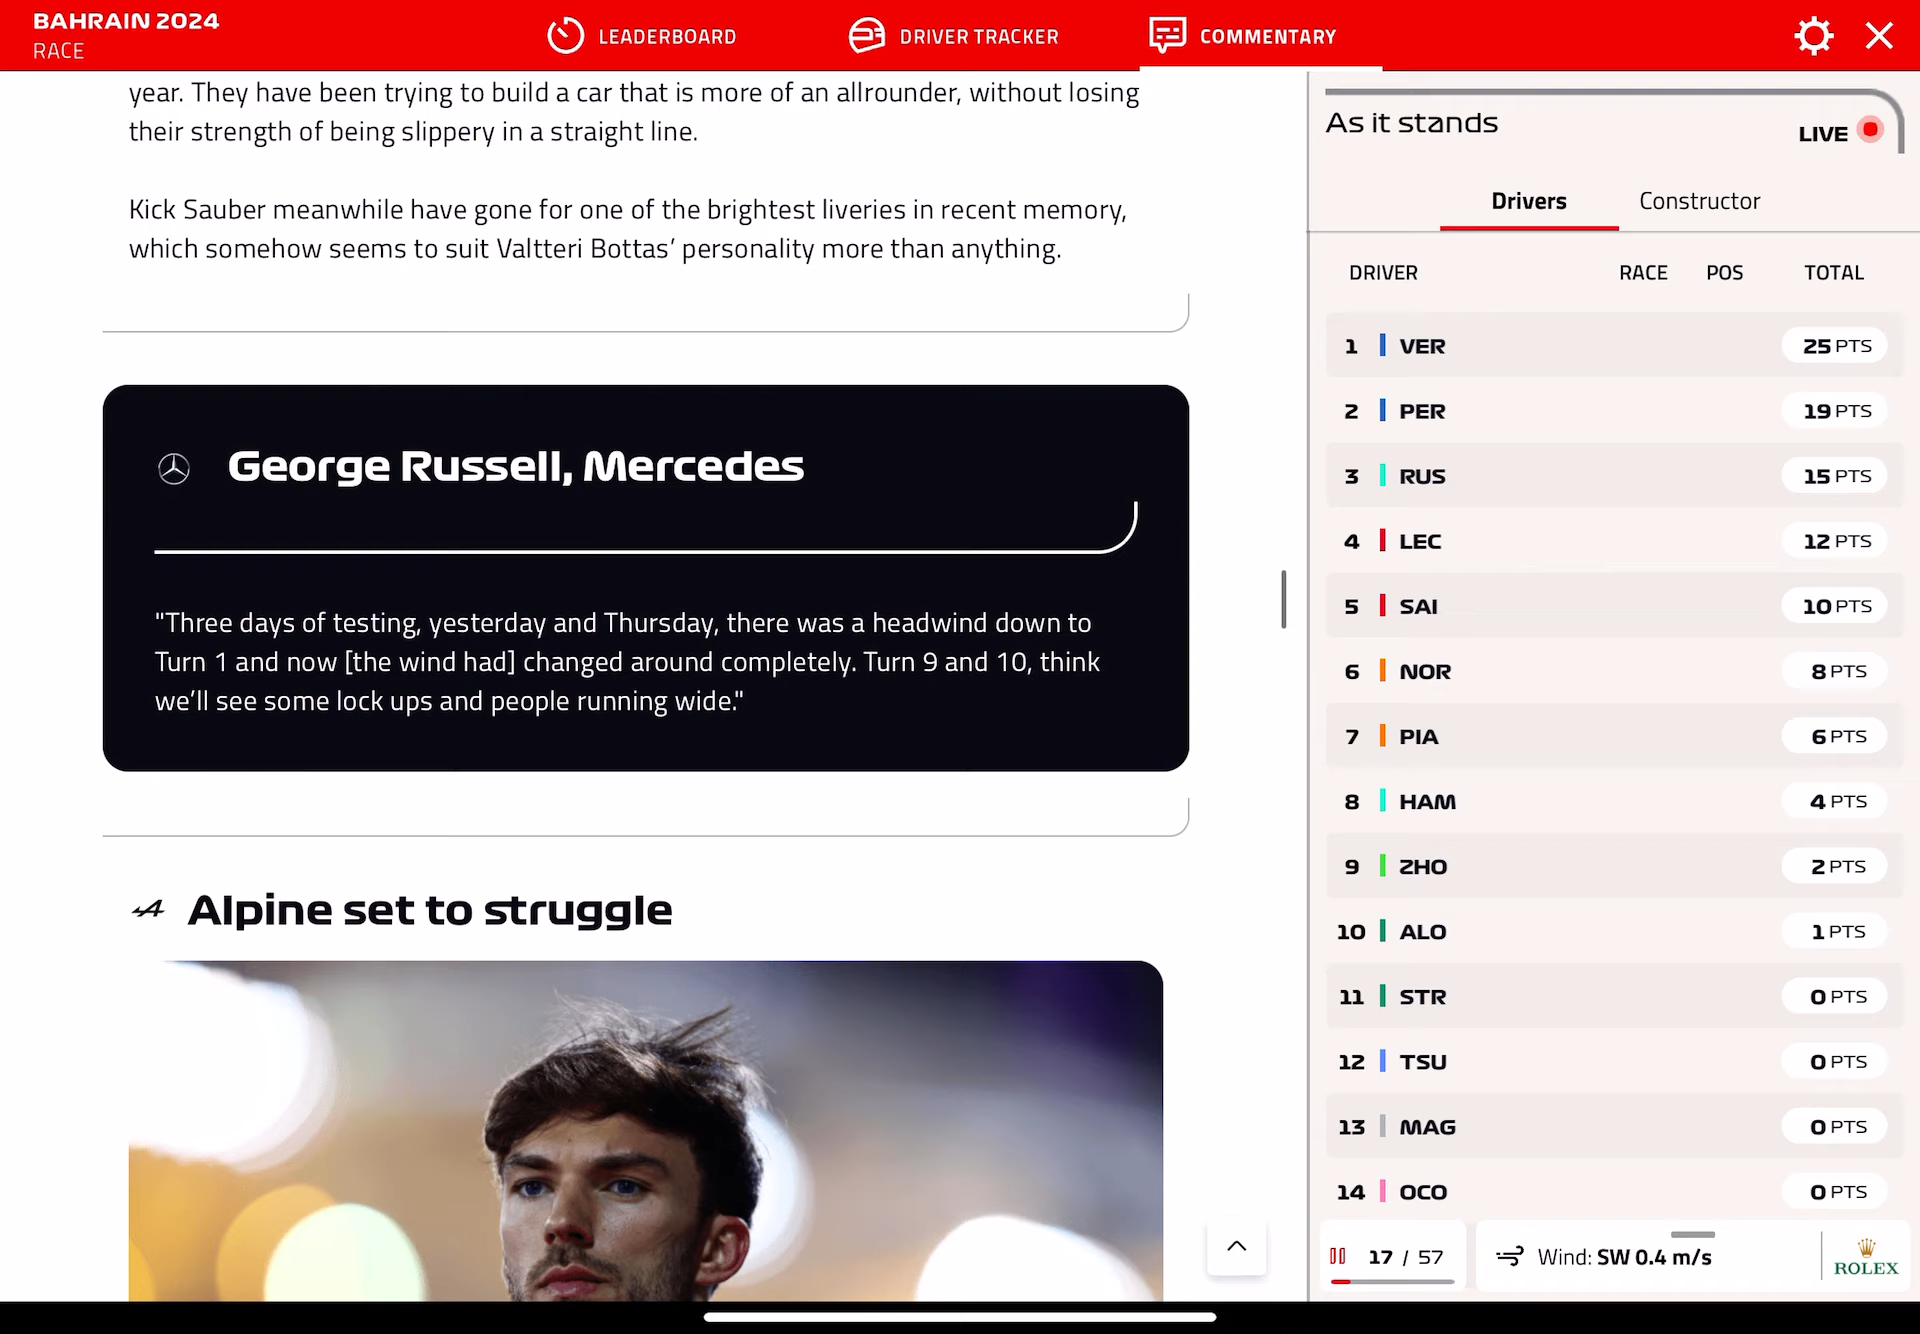 BAHRAIN 2024
RACE
LEADERBOARD
DRIVER TRACKER
COMMENTARY
year. They have been trying to build a car that is more of an allrounder, without losing
their strength of being slippery in a straight line.
Kick Sauber meanwhile have gone for one of the brightest liveries in recent memory,
which somehow seems to suit Valtteri Bottas’ personality more than anything.
George Russell, Mercedes
"Three days of testing, yesterday and Thursday, there was a headwind down to
Turn 1 and now [the wind had] changed around completely. Turn 9 and 10, think
we’ll see some lock ups and people running wide."
Alpine set to struggle
As it stands
LIVE
Drivers Constructor
DRIVER RACE POS TOTAL
1 VER 25 PTS
2 PER 19 PTS
3 RUS 15 PTS
4 LEC 12 PTS
5 SAI 10 PTS
6 NOR 8 PTS
7 PIA 6 PTS
8 HAM 4 PTS
9 ZHO 2 PTS
10 ALO 1 PTS
11 STR 0 PTS
12 TSU 0 PTS
13 MAG 0 PTS
14 OCO 0 PTS
17 / 57
Wind: SW 0.4 m/s
ROLEX